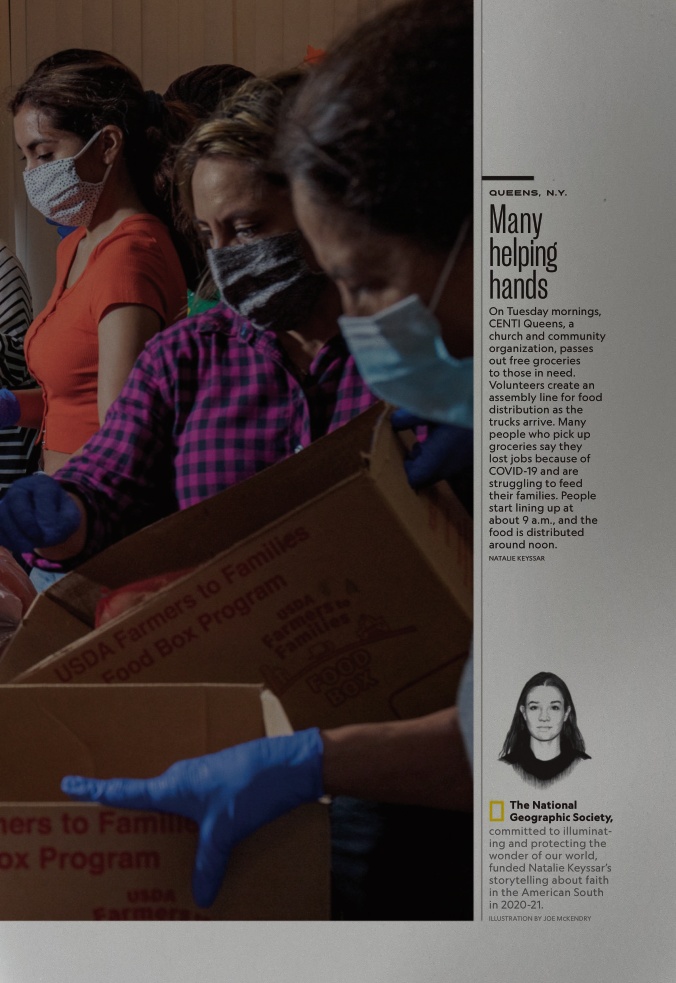 QUEENS, N.Y.
Many
helping
hands
On Tuesday mornings,
CENTI Queens, a
church and community
organization, passes
out free groceries
to those in need.
Volunteers create an
assembly line for food
distribution as the
trucks arrive. Many
people who pick up
groceries say they
lost jobs because of
COVID-19 and are
struggling to feed
their families. People
start lining up at
about 9 a.m., and the
food is distributed
around noon.
NATALIE KEYSSAR
USDA Farmers to Families
Food Box Program
USDA
Farmers to
Families
FOOD
BOX
ners to Famil
ox Program
USDA
Farmers
The National
Geographic Society,
committed to illuminat-
ing and protecting the
wonder of our world,
funded Natalie Keyssar's
storytelling about faith
in the American South
in 2020-21.
ILLUSTRATION BY JOE McKENDRY